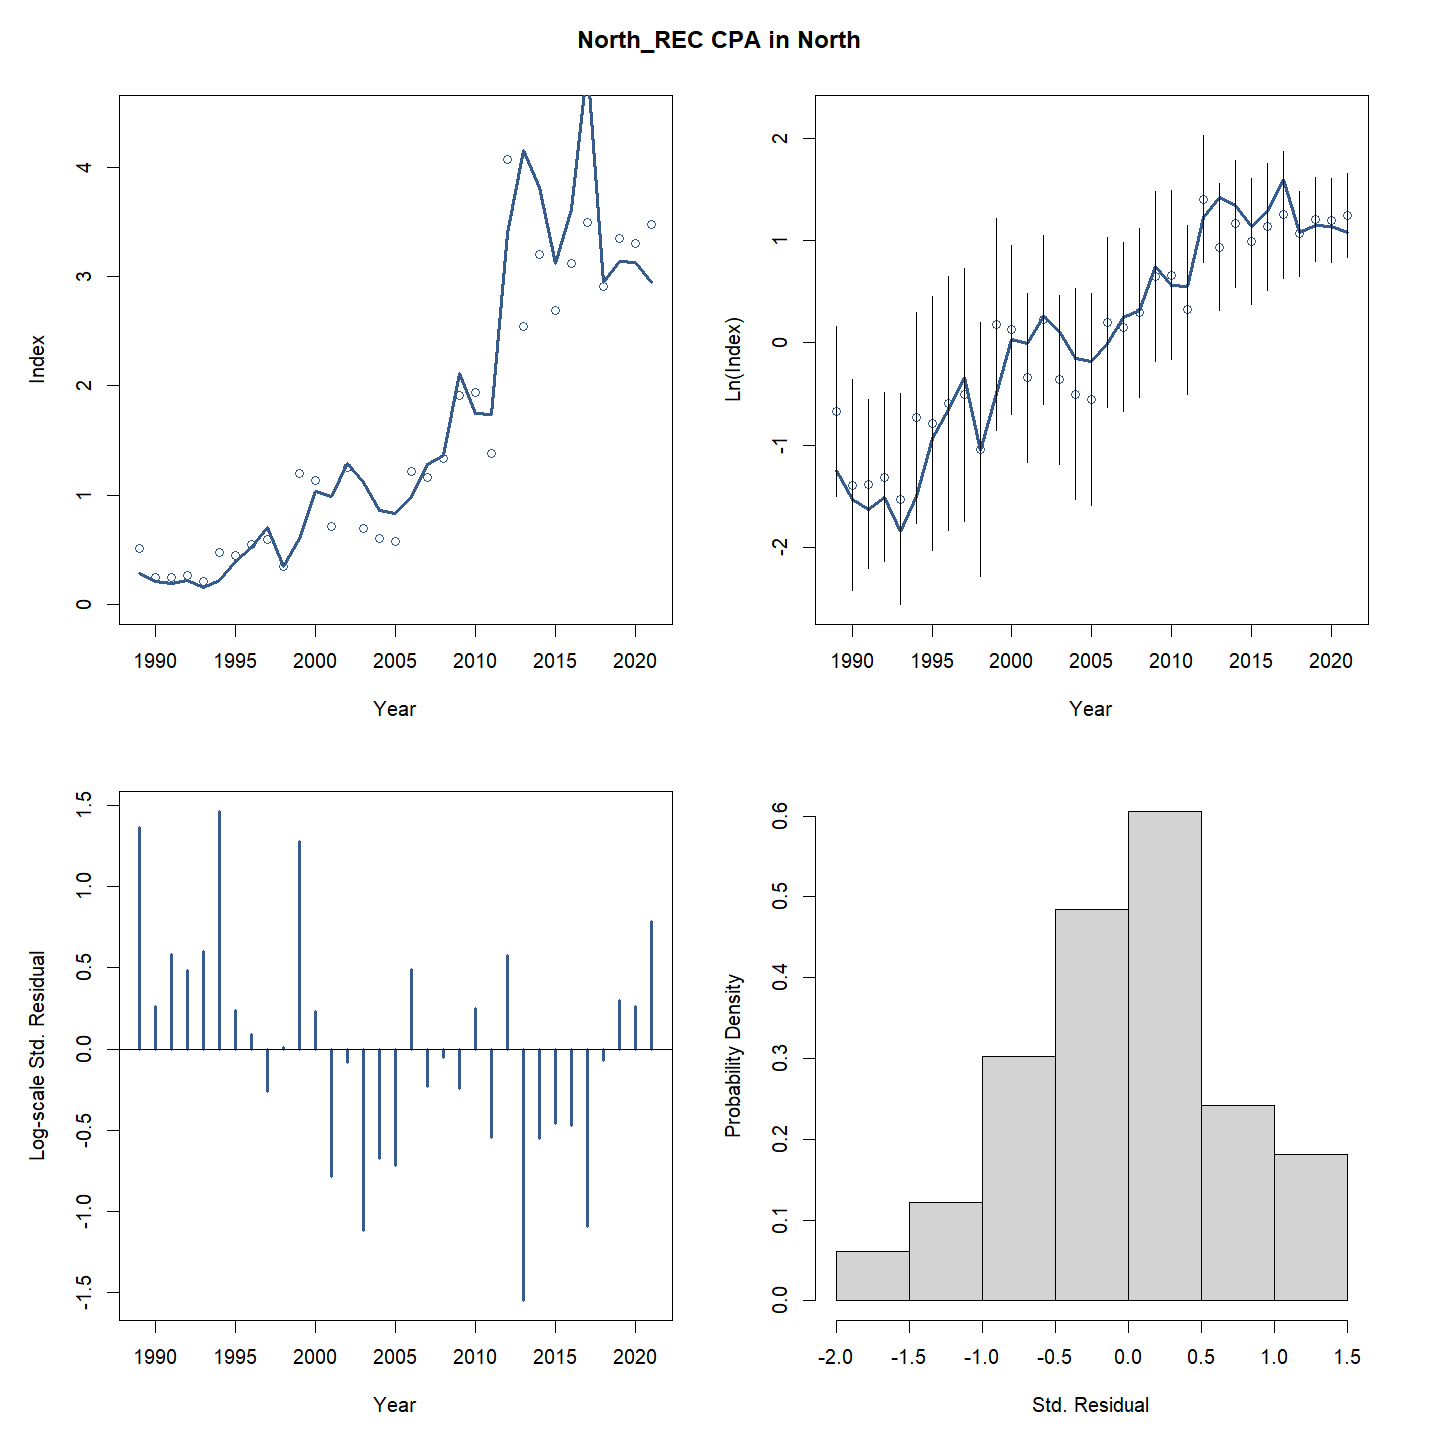 North_REC CPA in North
Index
0 1 2 3 4
1990 1995 2000 2005 2010 2015 2020
Year
Ln(Index)
-2 -1 0 1 2
1990 1995 2000 2005 2010 2015 2020
Year
Log-scale Std. Residual
-1.5 -1.0 -0.5 0.0 0.5 1.0 1.5
1990 1995 2000 2005 2010 2015 2020
Year
Probability Density
0.0 0.1 0.2 0.3 0.4 0.5 0.6
-2.0 -1.5 -1.0 -0.5 0.0 0.5 1.0 1.5
Std. Residual